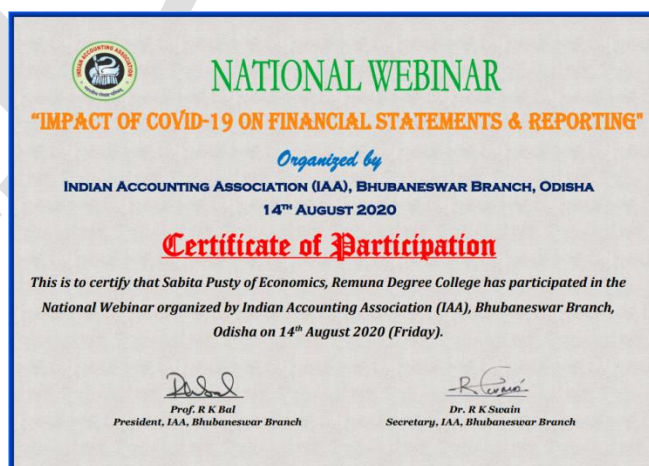 INDIAN ACCOUNTING ASSOCIATION
NATIONAL WEBINAR
"IMPACT OF COVID-19 ON FINANCIAL STATEMENTS & REPORTING"
Organized by
INDIAN ACCOUNTING ASSOCIATION (IAA), BHUBANESWAR BRANCH, ODISHA
14TH AUGUST 2020
Certificate of Participation
This is to certify that Sabita Pusty of Economics, Remuna Degree College has participated in the
National Webinar organized by Indian Accounting Association (IAA), Bhubaneswar Branch,
Odisha on 14th August 2020 (Friday).
Prof. R K Bal
President, IAA, Bhubaneswar Branch
Dr. R K Swain
Secretary, IAA, Bhubaneswar Branch